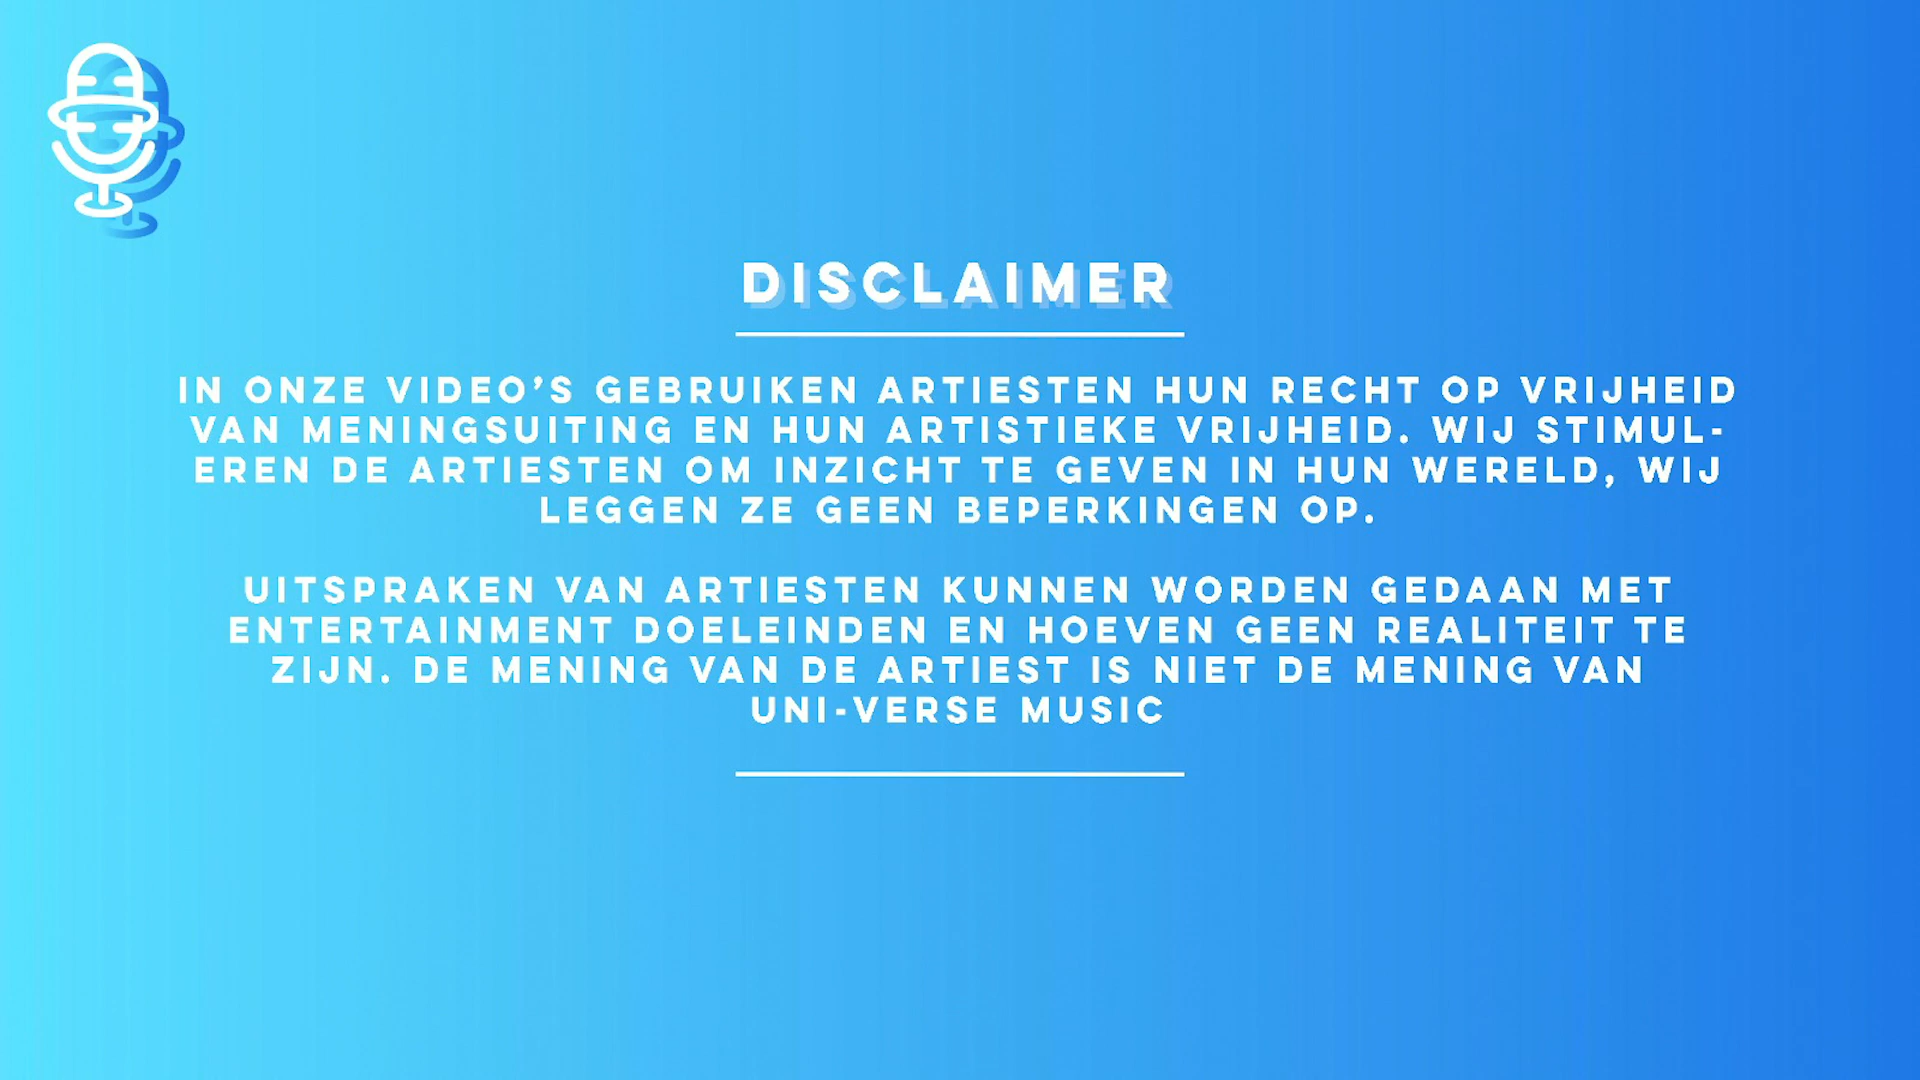 DISCLAIMER
IN ONZE VIDEO'S GEBRUIKEN ARTIESTEN HUN RECHT OP VRIJHEID
VAN MENINGSUITING EN HUN ARTISTIEKE VRIJHEID. WIJ STIMUL-
EREN DE ARTIESTEN OM INZICHT TE GEVEN IN HUN WERELD, WIJ
LEGGEN ZE GEEN BEPERKINGEN OP.
UITSPRAKEN VAN ARTIESTEN KUNNEN WORDEN GEDAAN MET
ENTERTAINMENT DOELEINDEN EN HOEVEN GEEN REALITEIT TE
ZIJN. DE MENING VAN DE ARTIEST IS NIET DE MENING VAN
UNI-VERSE MUSIC